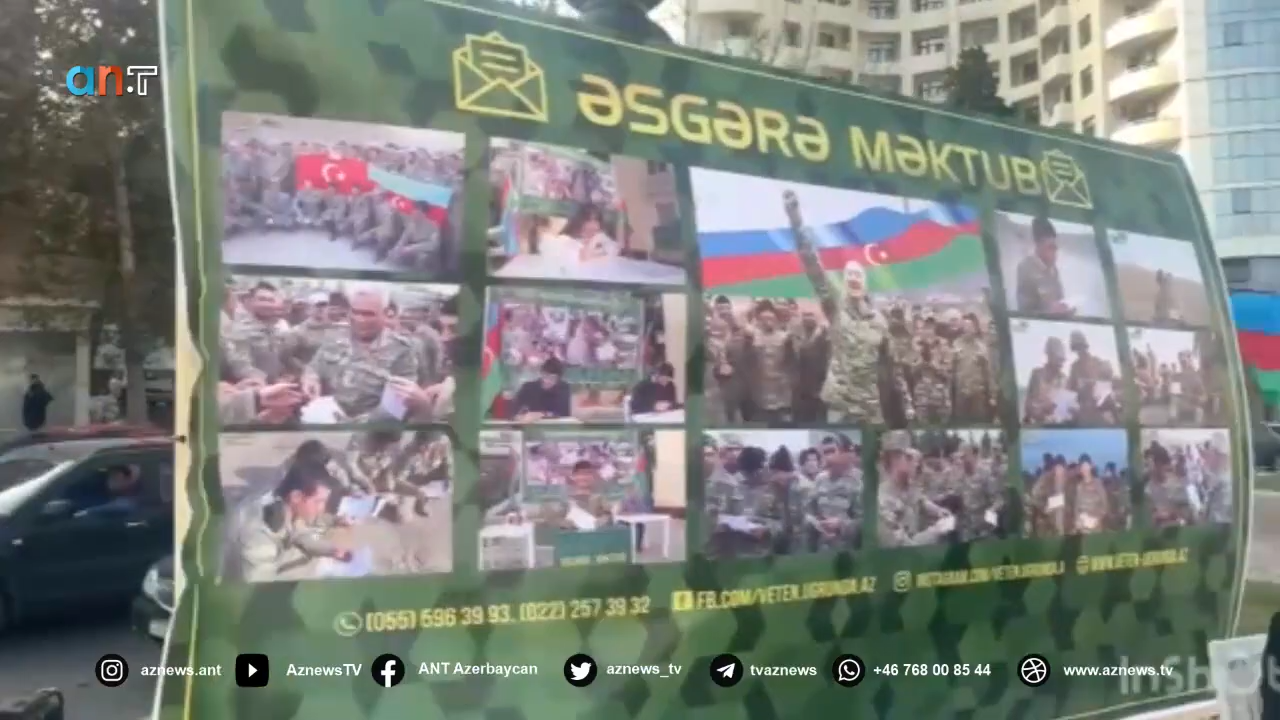 an.T
ƏSGƏRƏ MƏKTUB
(055) 596 39 93, (022) 257 39 32
FB.COM/VETEN.UGRUNDA.AZ
INSTAGRAM.COM/VETEN.UGRUNDA
WWW.VETEN-UGRUNDA.AZ
aznews.ant
AznewsTV
ANT Azerbaycan
aznews_tv
tvaznews
+46 768 00 85 44
www.aznews.tv
InShOt